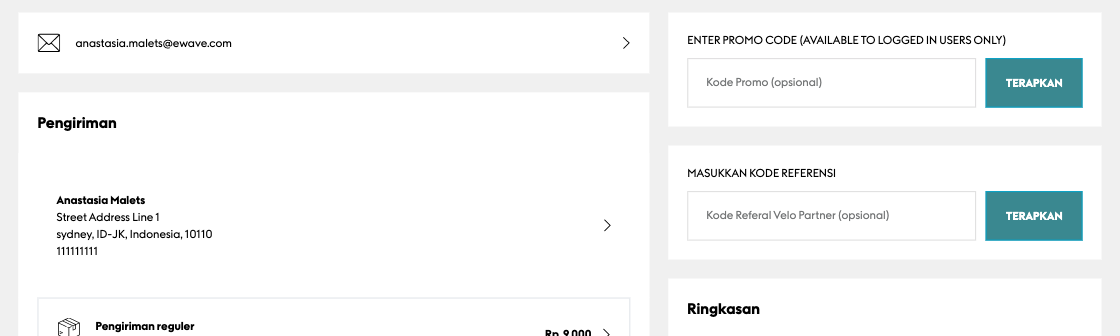 anastasia.malets@ewave.com
Pengiriman
Anastasia Malets
Street Address Line 1
sydney, ID-JK, Indonesia, 10110
111111111
Pengiriman reguler
Rp 9.000
ENTER PROMO CODE (AVAILABLE TO LOGGED IN USERS ONLY)
Kode Promo (opsional)
TERAPKAN
MASUKKAN KODE REFERENSI
Kode Referal Velo Partner (opsional)
TERAPKAN
Ringkasan